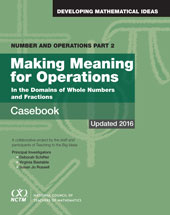 DEVELOPING MATHEMATICAL IDEAS
NUMBER AND OPERATIONS PART 2
Making Meaning
for Operations
In the Domains of Whole Numbers
and Fractions
Casebook
Updated 2016
A collaborative project by the staff and
participants of Teaching to the Big Ideas
Principal Investigators
Deborah Schifter
Virginia Bastable
Susan Jo Russell
NCTM
NATIONAL COUNCIL OF
TEACHERS OF MATHEMATICS